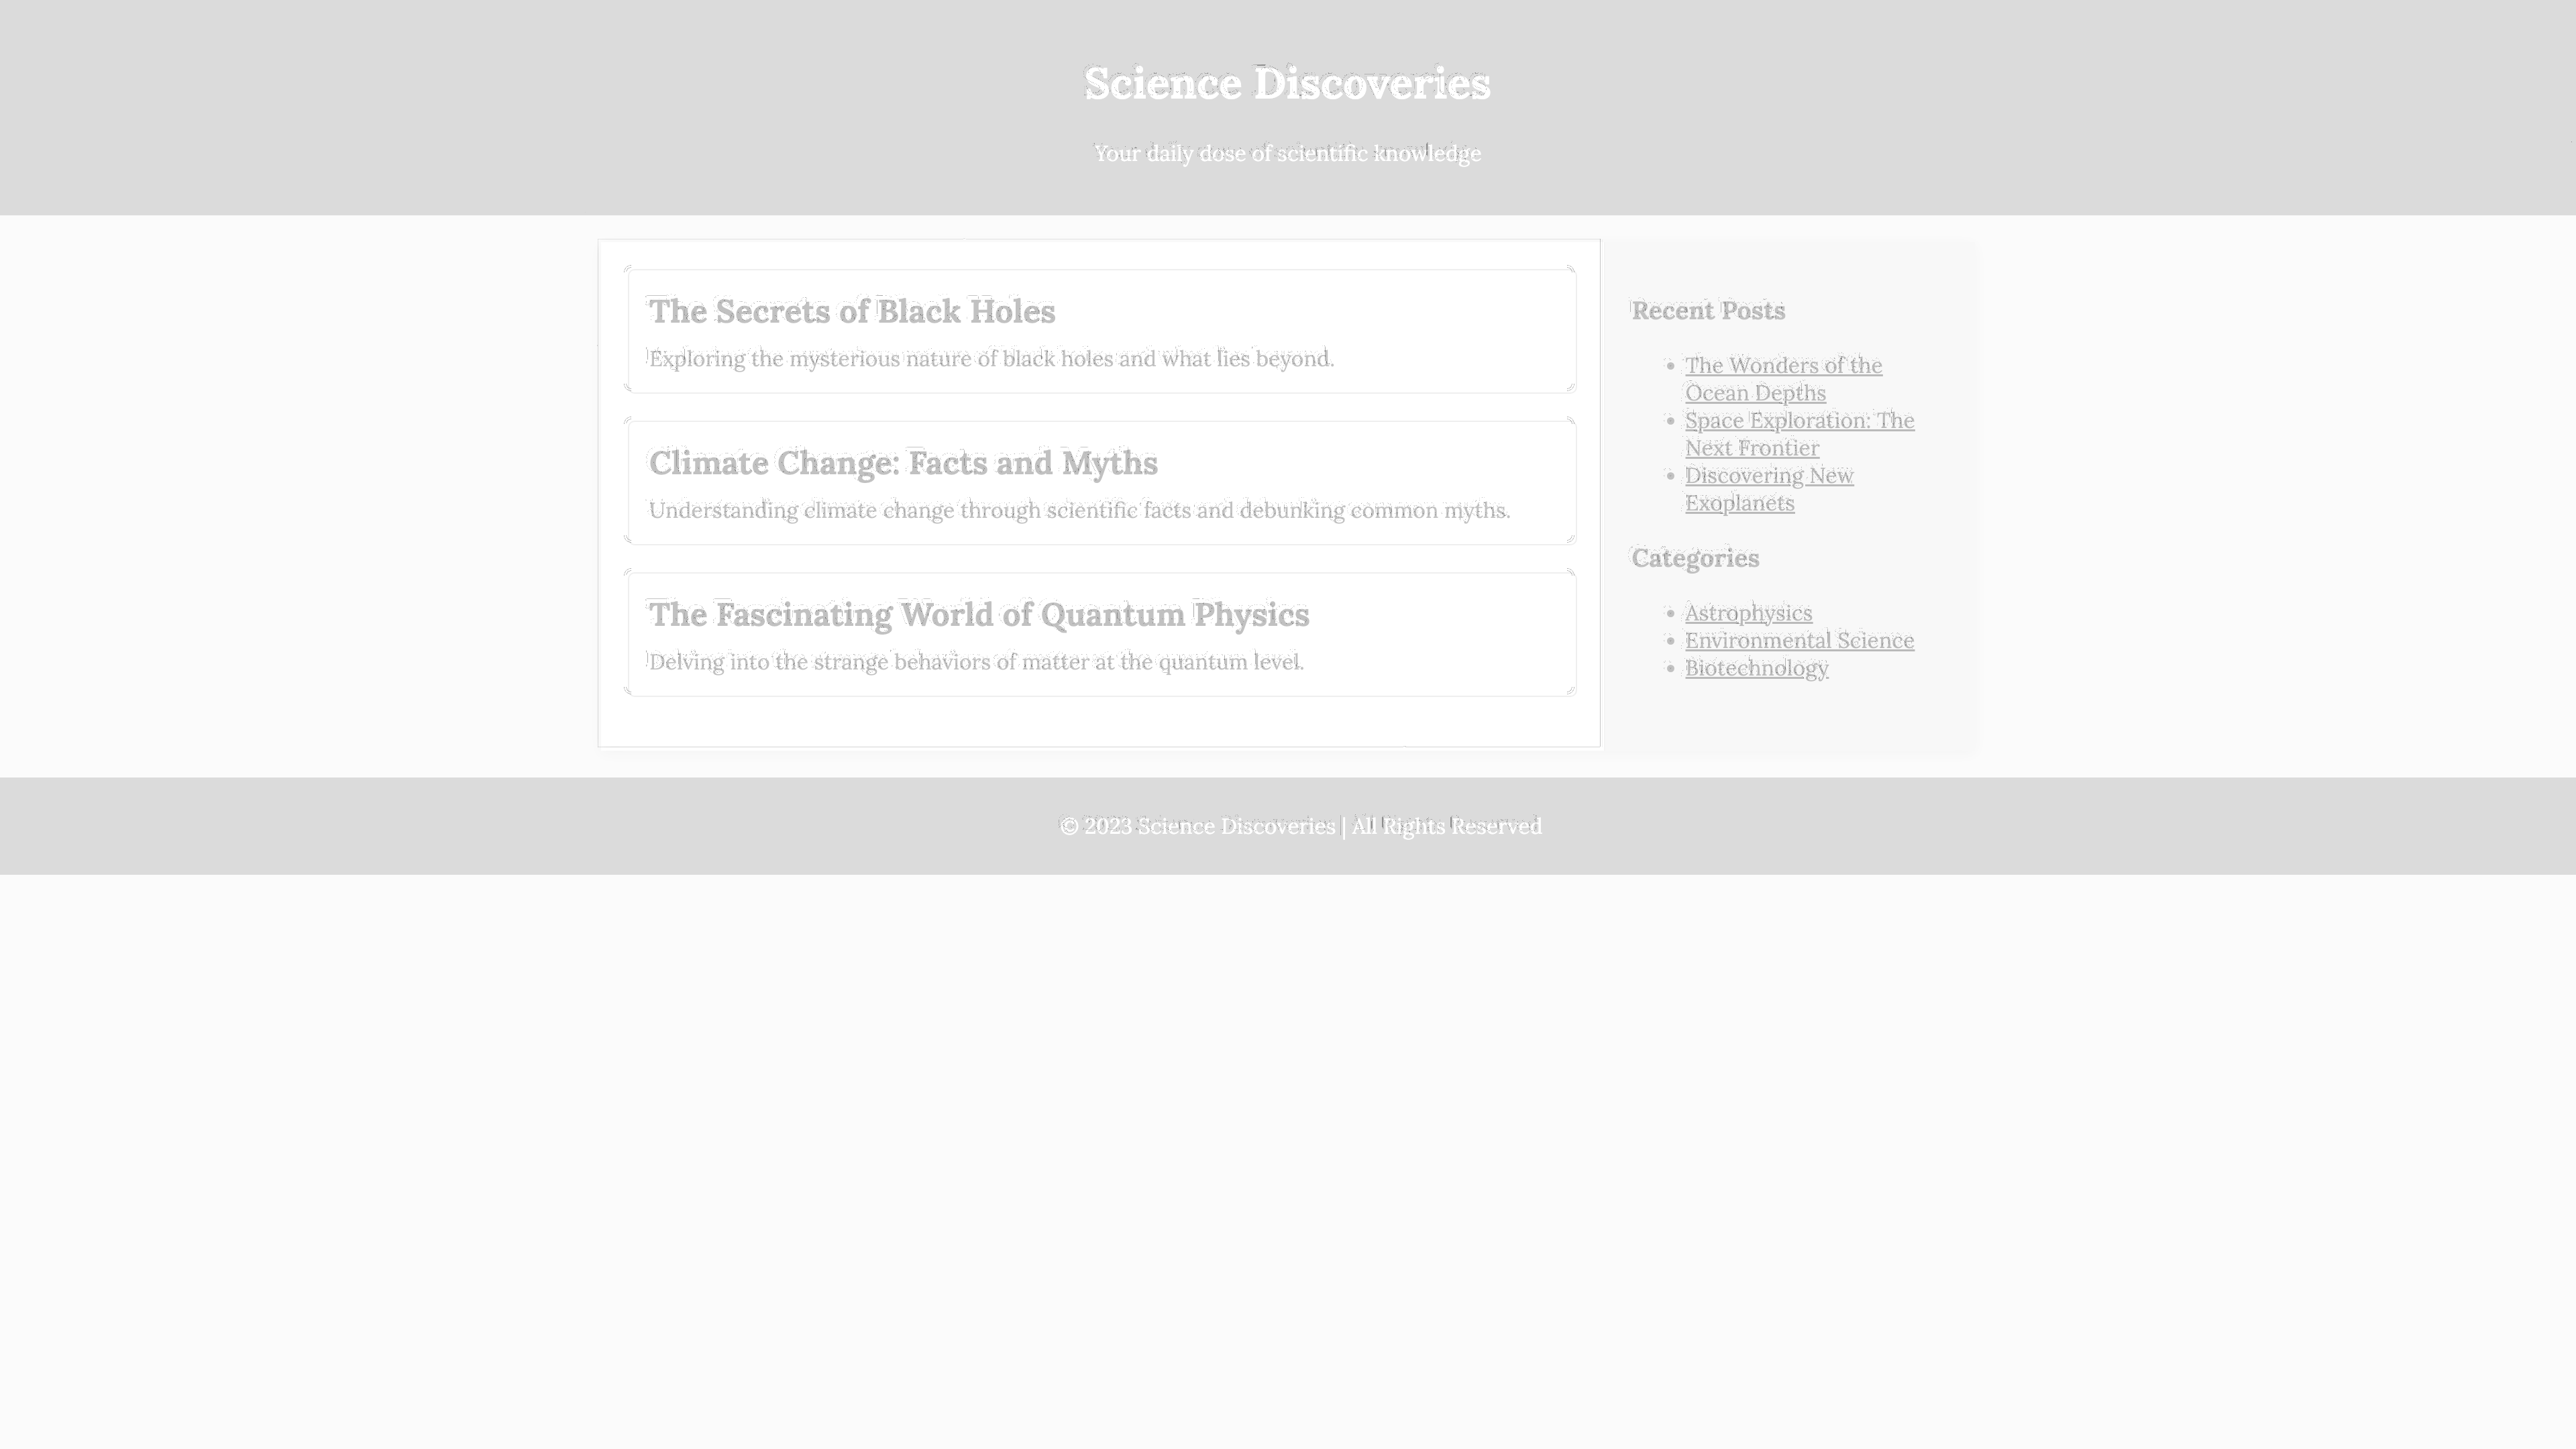 Science Discoveries
Your daily dose of scientific knowledge
The Secrets of Black Holes
Exploring the mysterious nature of black holes and what lies beyond.
Climate Change: Facts and Myths
Understanding climate change through scientific facts and debunking common myths.
The Fascinating World of Quantum Physics
Delving into the strange behaviors of matter at the quantum level.
Recent Posts
The Wonders of the
Ocean Depths
Space Exploration: The
Next Frontier
Discovering New
Exoplanets
Categories
Astrophysics
Environmental Science
Biotechnology
© 2023 Science Discoveries | All Rights Reserved